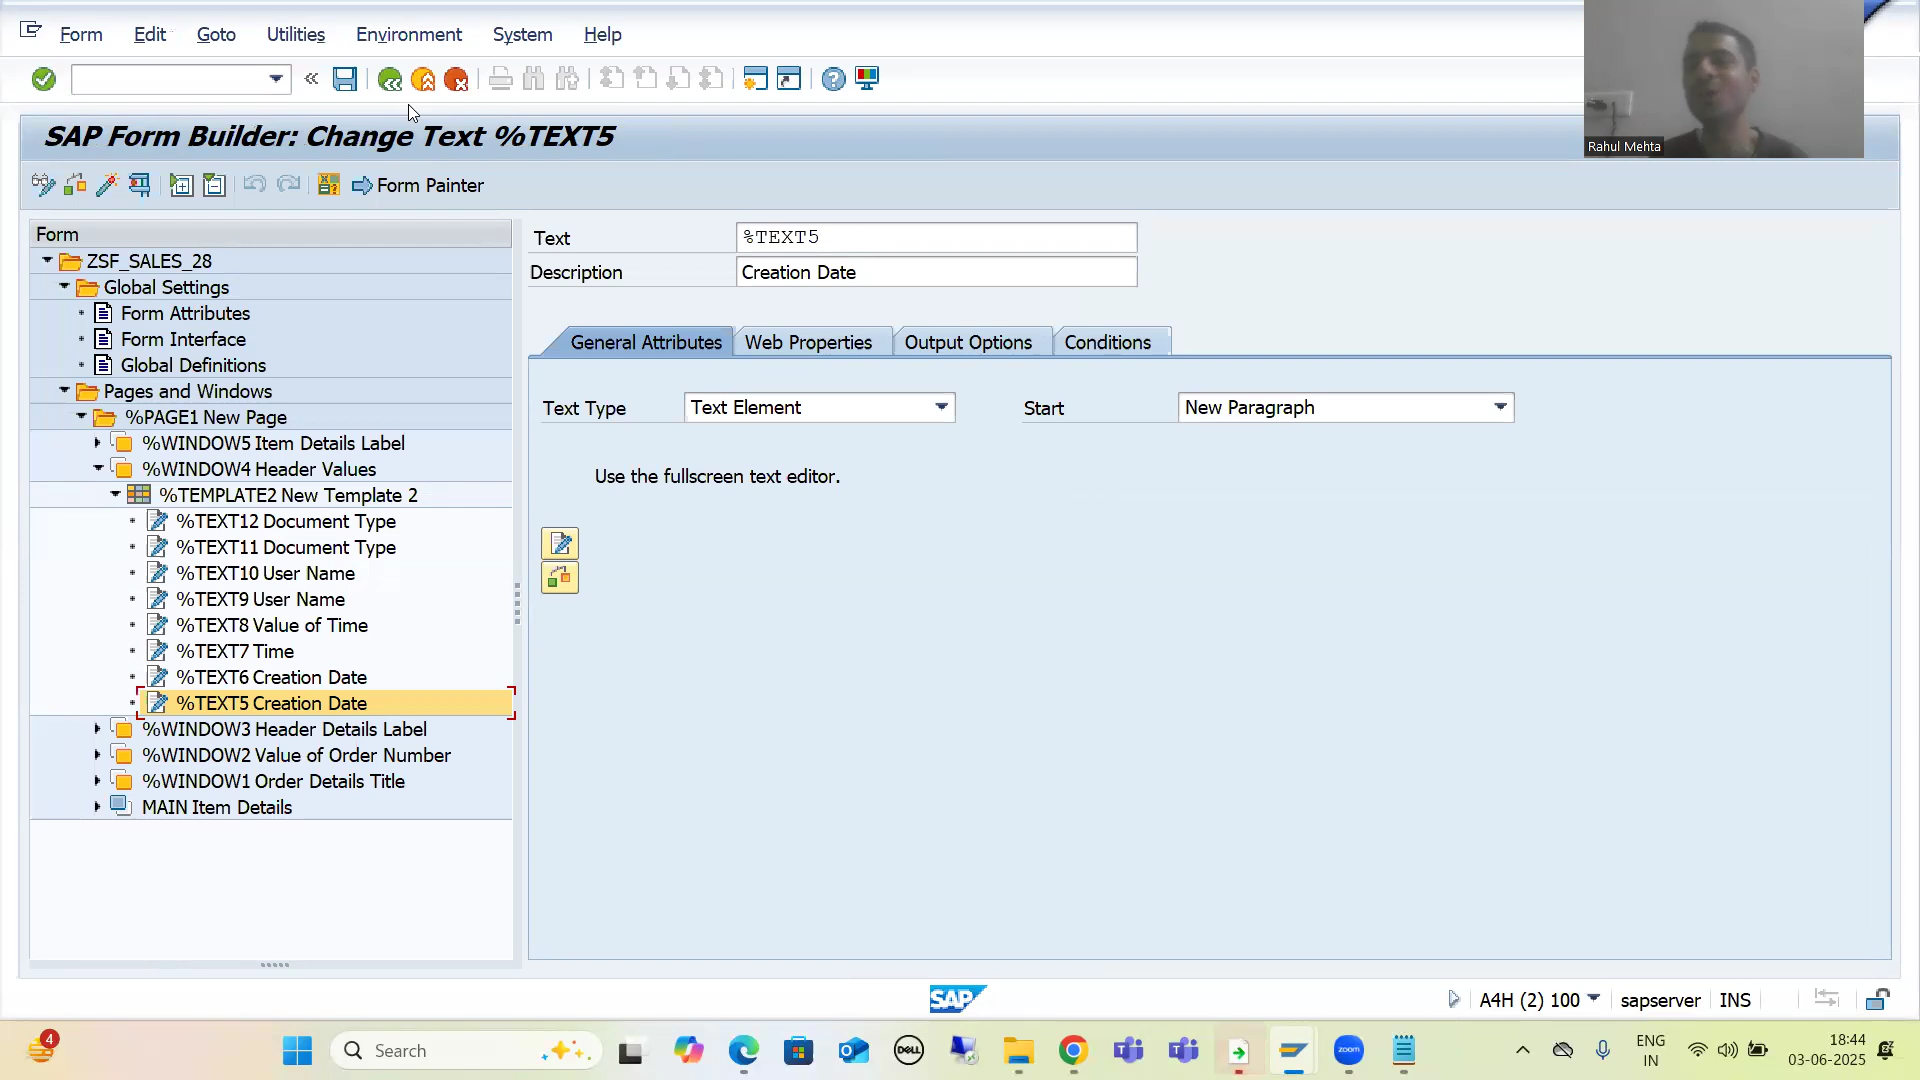 Form Edit Goto Utilities Environment System Help
Rahul Mehta
SAP Form Builder: Change Text %TEXT5
Form Painter
Form
ZSF_SALES_28
Global Settings
Form Attributes
Form Interface
Global Definitions
Pages and Windows
%PAGE1 New Page
%WINDOW5 Item Details Label
%WINDOW4 Header Values
%TEMPLATE2 New Template 2
%TEXT12 Document Type
%TEXT11 Document Type
%TEXT10 User Name
%TEXT9 User Name
%TEXT8 Value of Time
%TEXT7 Time
%TEXT6 Creation Date
%TEXT5 Creation Date
%WINDOW3 Header Details Label
%WINDOW2 Value of Order Number
%WINDOW1 Order Details Title
MAIN Item Details
Text %TEXT5
Description Creation Date
General Attributes Web Properties Output Options Conditions
Text Type Text Element Start New Paragraph
Use the fullscreen text editor.
SAP A4H (2) 100 sapserver INS
4 Search DELL zoom ENG 18:44
IN 03-06-2025